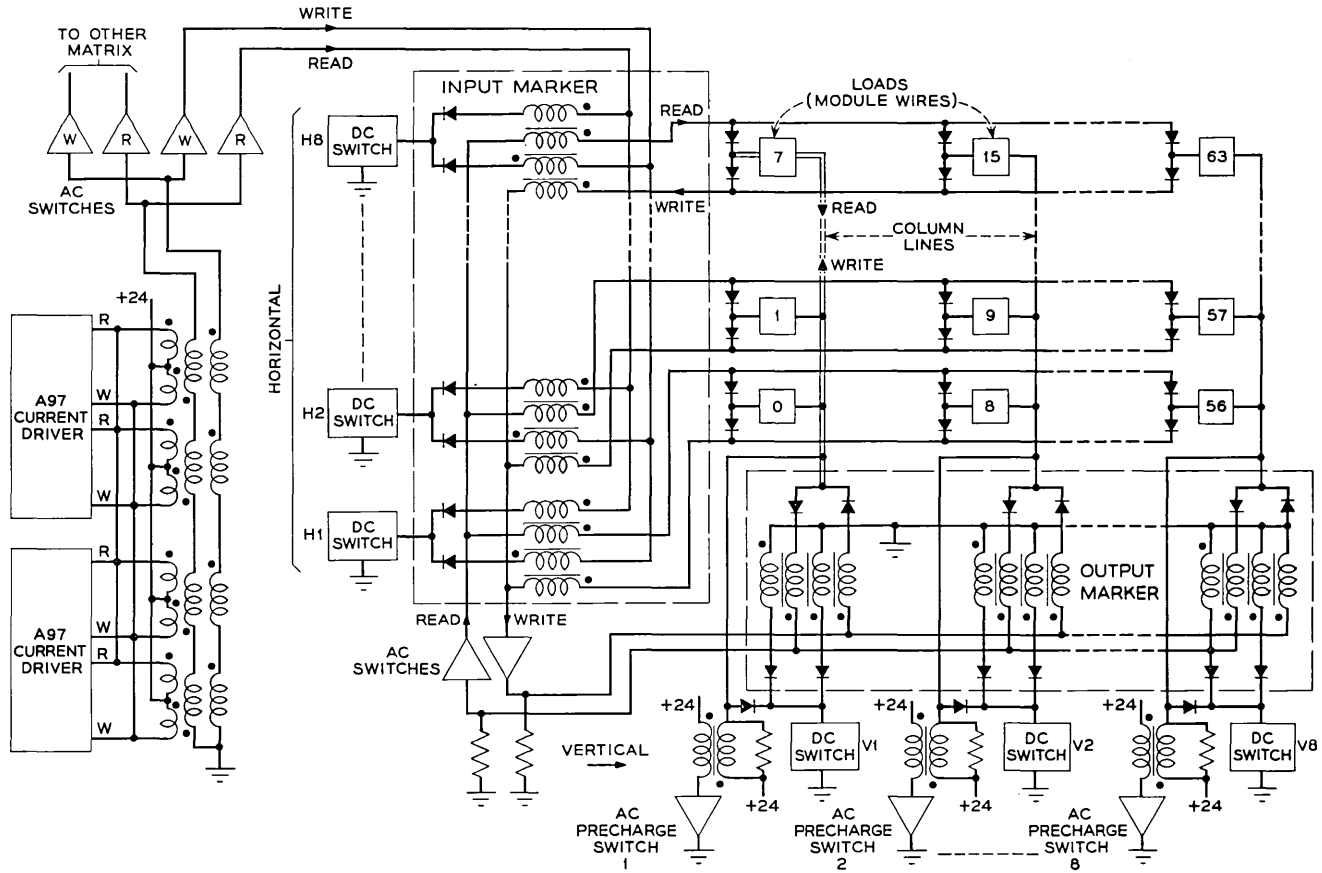 WRITE
TO OTHER
MATRIX
READ
W
R
W
R
AC
SWITCHES
INPUT MARKER
H8
DC
SWITCH
READ
LOADS
(MODULE WIRES)
7
15
63
WRITE
READ
COLUMN
LINES
WRITE
HORIZONTAL
+24
A97
CURRENT
DRIVER
R
W
R
W
1
9
57
H2
DC
SWITCH
0
8
56
H1
DC
SWITCH
OUTPUT
MARKER
A97
CURRENT
DRIVER
R
W
R
W
READ
WRITE
AC
SWITCHES
VERTICAL
+24
DC
SWITCH
V1
+24
+24
DC
SWITCH
V2
+24
+24
DC
SWITCH
V8
+24
AC
PRECHARGE
SWITCH
1
AC
PRECHARGE
SWITCH
2
AC
PRECHARGE
SWITCH
8